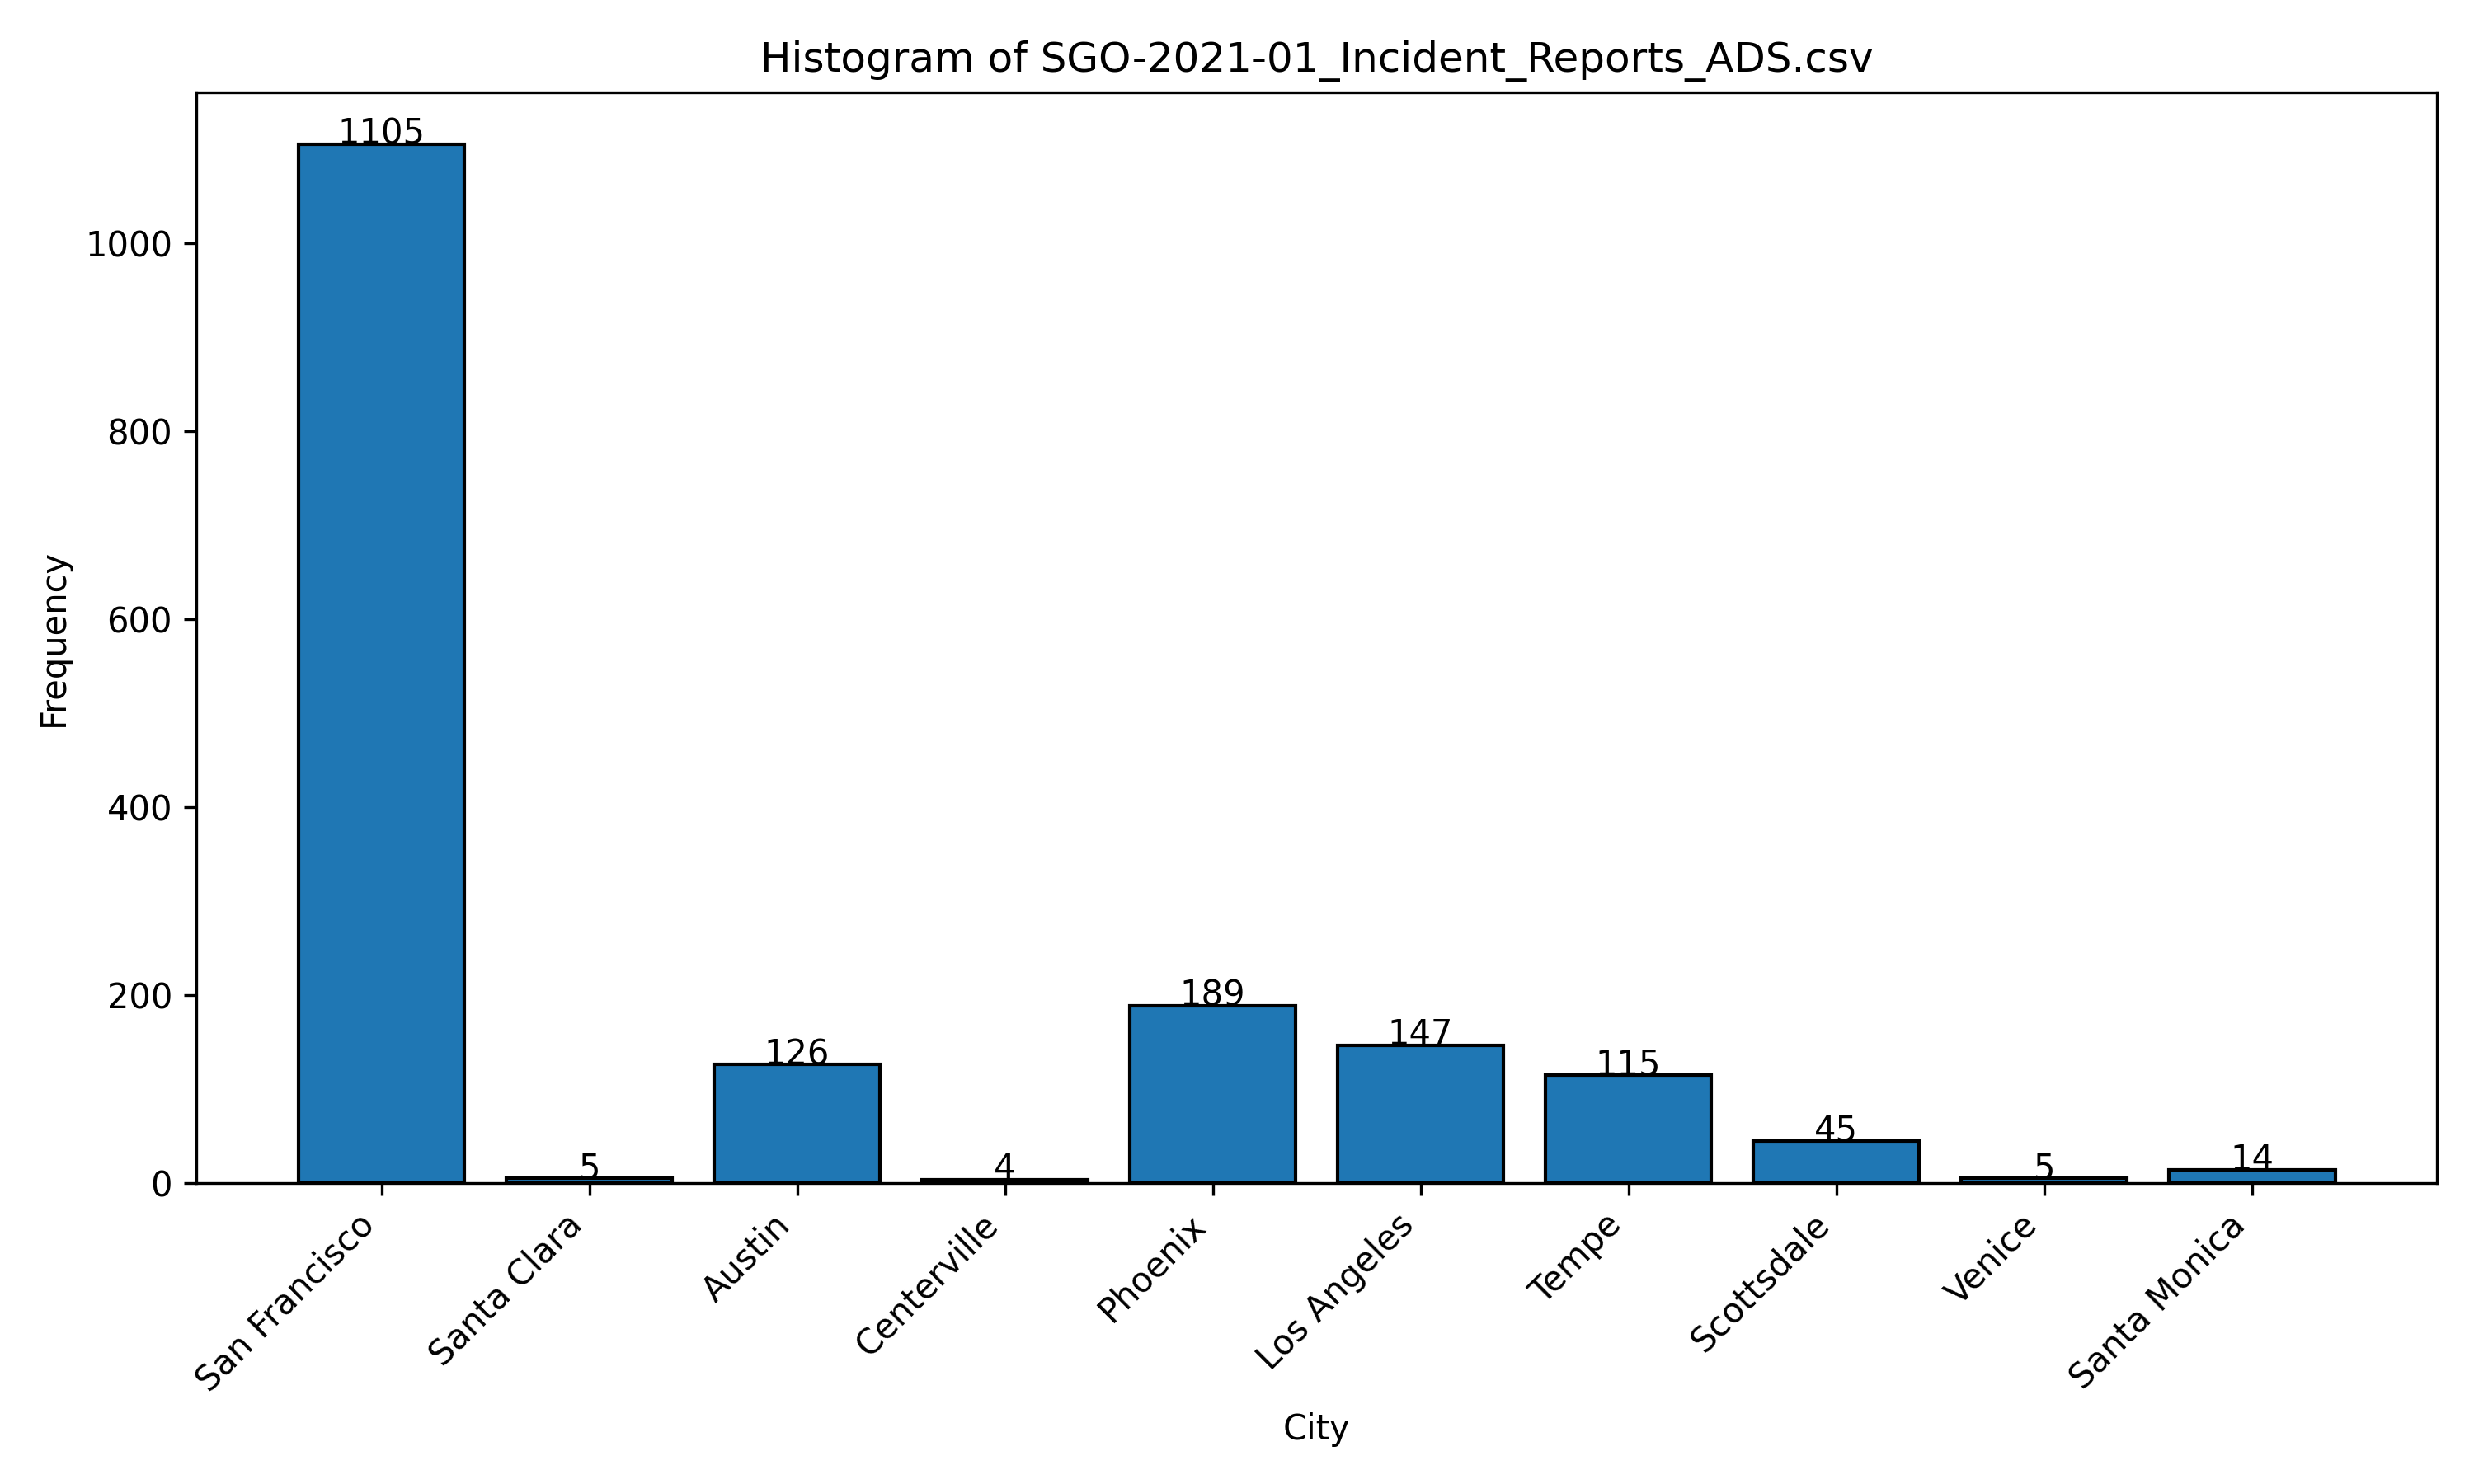 Histogram of SGO-2021-01_Incident_Reports_ADS.csv
Frequency
1000
800
600
400
200
0
1105
5
126
4
189
147
115
45
5
14
San Francisco
Santa Clara
Austin
Centerville
Phoenix
Los Angeles
Tempe
Scottsdale
Venice
Santa Monica
City